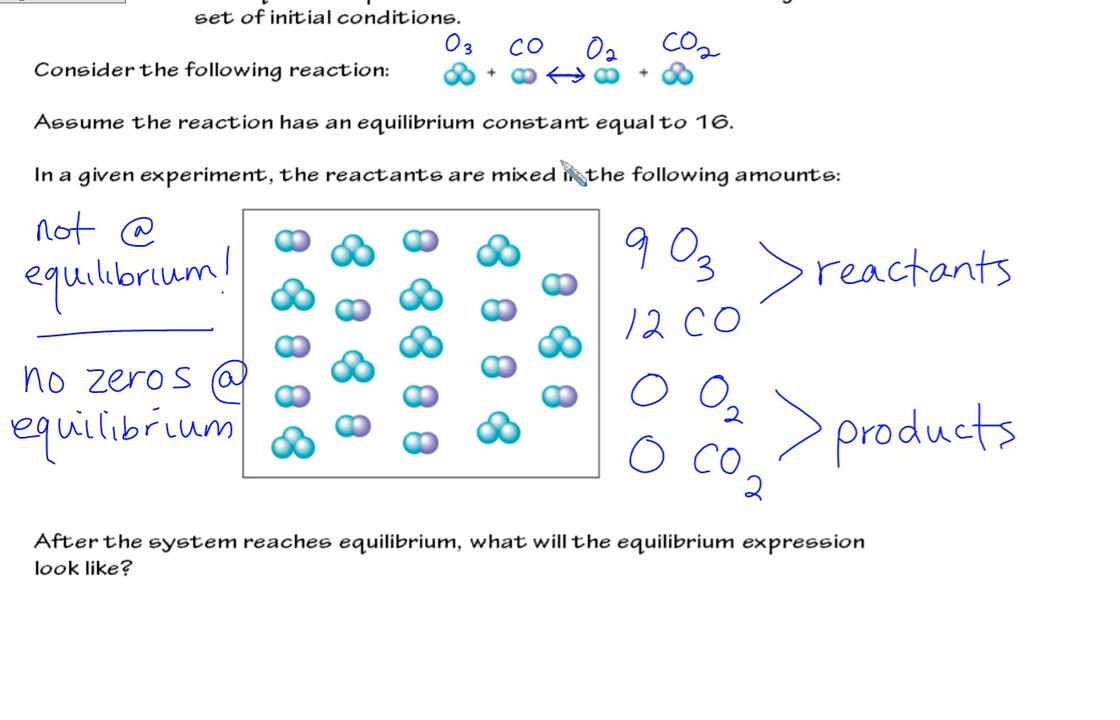 set of initial conditions.
O3 CO O2 CO2
Consider the following reaction: + ↔ +
Assume the reaction has an equilibrium constant equal to 16.
In a given experiment, the reactants are mixed in the following amounts:
not @
equilibrium!
no zeros @
equilibrium
9 O3
12 CO
> reactants
0 O2
0 CO2
> products
After the system reaches equilibrium, what will the equilibrium expression
look like?